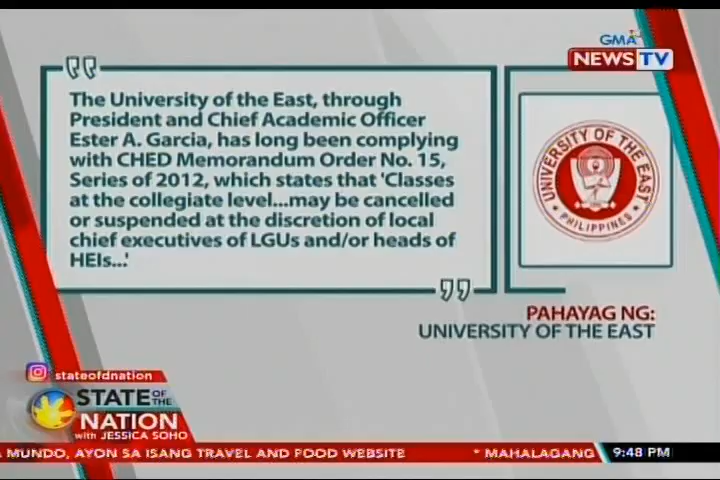 GMA
NEWS TV
The University of the East, through
President and Chief Academic Officer
Ester A. Garcia, has long been complying
with CHED Memorandum Order No. 15,
Series of 2012, which states that 'Classes
at the collegiate level...may be cancelled
or suspended at the discretion of local
chief executives of LGUs and/or heads of
HEIs...'
UNIVERSITY OF THE EAST
PHILIPPINES
PAHAYAG NG:
UNIVERSITY OF THE EAST
stateofdnation
STATE OF THE
NATION
with JESSICA SOHO
A MUNDO, AYON SA ISANG TRAVEL AND FOOD WEBSITE * MAHALAGANG
9:48 PM